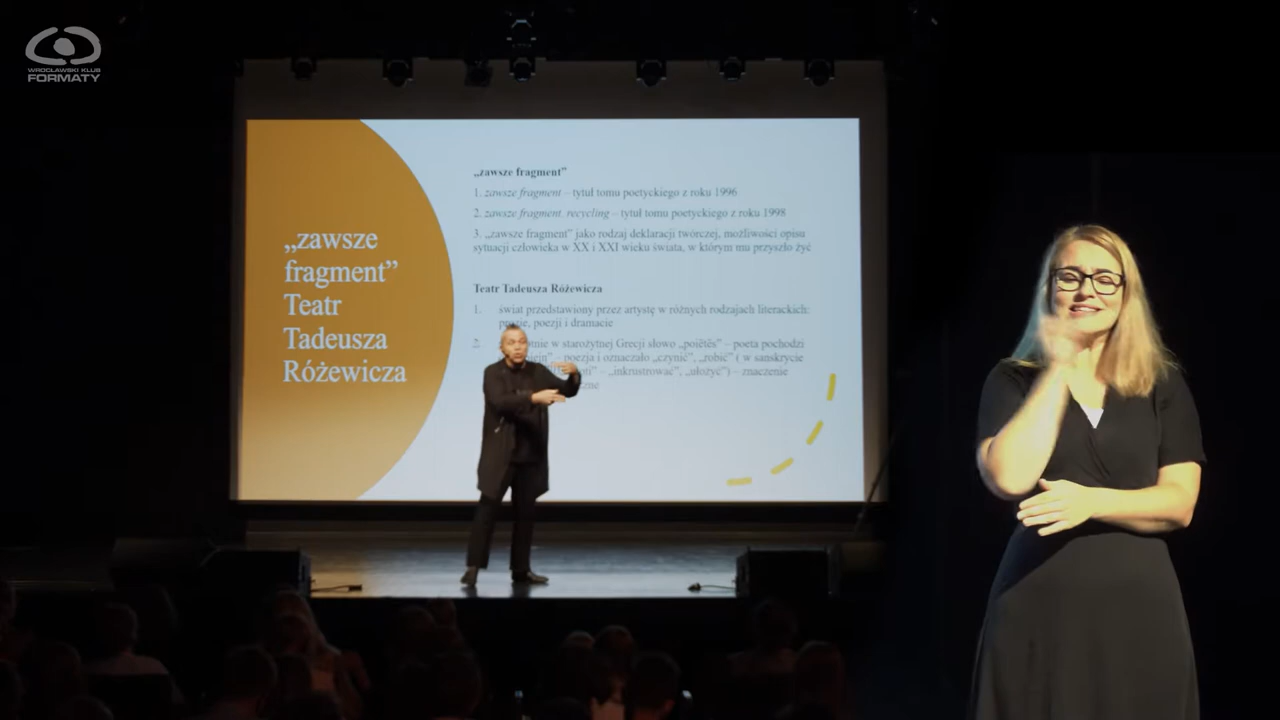 WROCŁAWSKI KLUB
FORMATY
„zawsze
fragment”
Teatr
Tadeusza
Różewicza
„zawsze fragment”
1. zawsze fragment – tytuł tomu poetyckiego z roku 1996
2. zawsze fragment. recycling – tytuł tomu poetyckiego z roku 1998
3. „zawsze fragment” jako rodzaj deklaracji twórczej, możliwości opisu
sytuacji człowieka w XX i XXI wieku świata, w którym mu przyszło żyć
Teatr Tadeusza Różewicza
1. świat przedstawiony przez artystę w różnych rodzajach literackich:
prozie, poezji i dramacie
2. w starożytnej Grecji słowo „poiētēs” – poeta pochodzi
– poezja i oznaczało „czynić”, „robić” ( w sanskrycie
– „inkrustrować”, „ułożyć”) – znaczenie